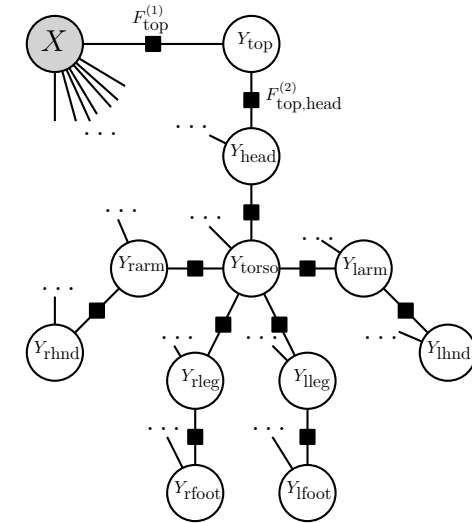 F_top^(1)
X
Y_top
F_top,head^(2)
. . .
. . .
Y_head
. . .
. . .
. . .
Y_rarm
Y_torso
Y_larm
. . .
. . .
. . .
. . .
Y_rhnd
Y_lhnd
Y_rleg
Y_lleg
. . .
. . .
Y_rfoot
Y_lfoot